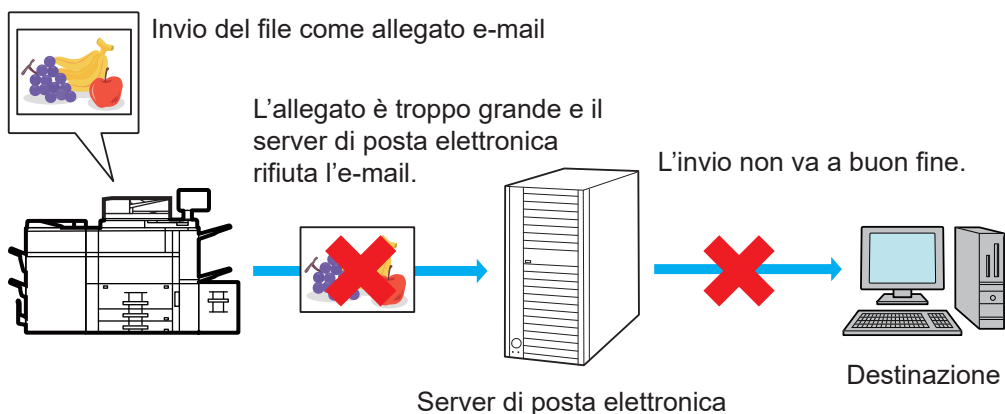 Invio del file come allegato e-mail
L’allegato è troppo grande e il
server di posta elettronica
rifiuta l’e-mail.
L’invio non va a buon fine.
Destinazione
Server di posta elettronica